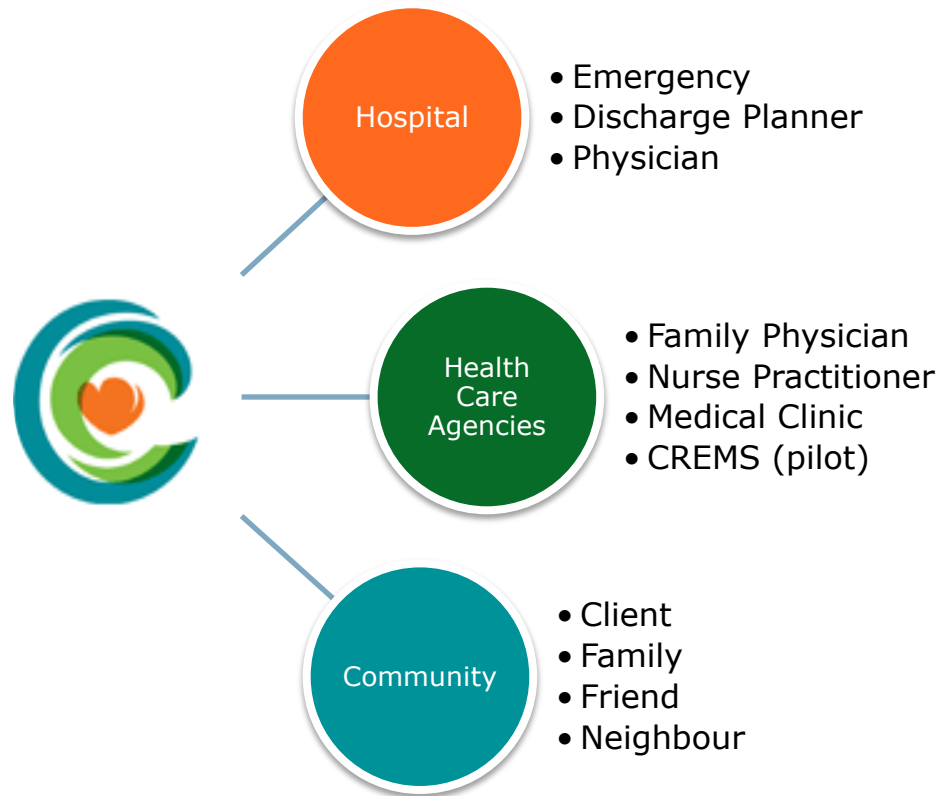 Hospital
• Emergency
• Discharge Planner
• Physician
Health
Care
Agencies
• Family Physician
• Nurse Practitioner
• Medical Clinic
• CREMS (pilot)
Community
• Client
• Family
• Friend
• Neighbour